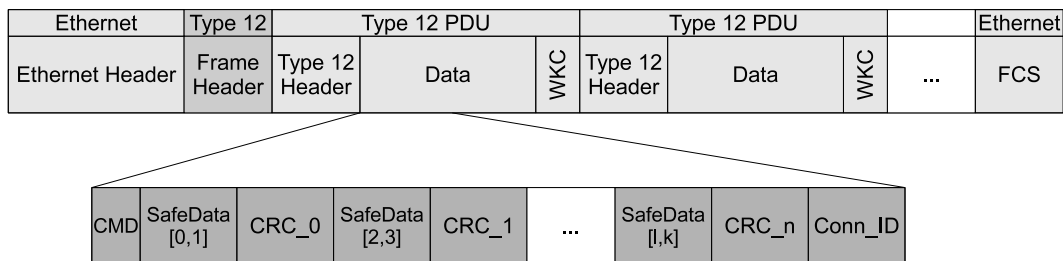 Ethernet
Type 12
Type 12 PDU
Type 12 PDU
Ethernet
Ethernet Header
Frame
Header
Type 12
Header
Data
WKC
Type 12
Header
Data
WKC
...
FCS
CMD
SafeData
[0,1]
CRC_0
SafeData
[2,3]
CRC_1
...
SafeData
[l,k]
CRC_n
Conn_ID